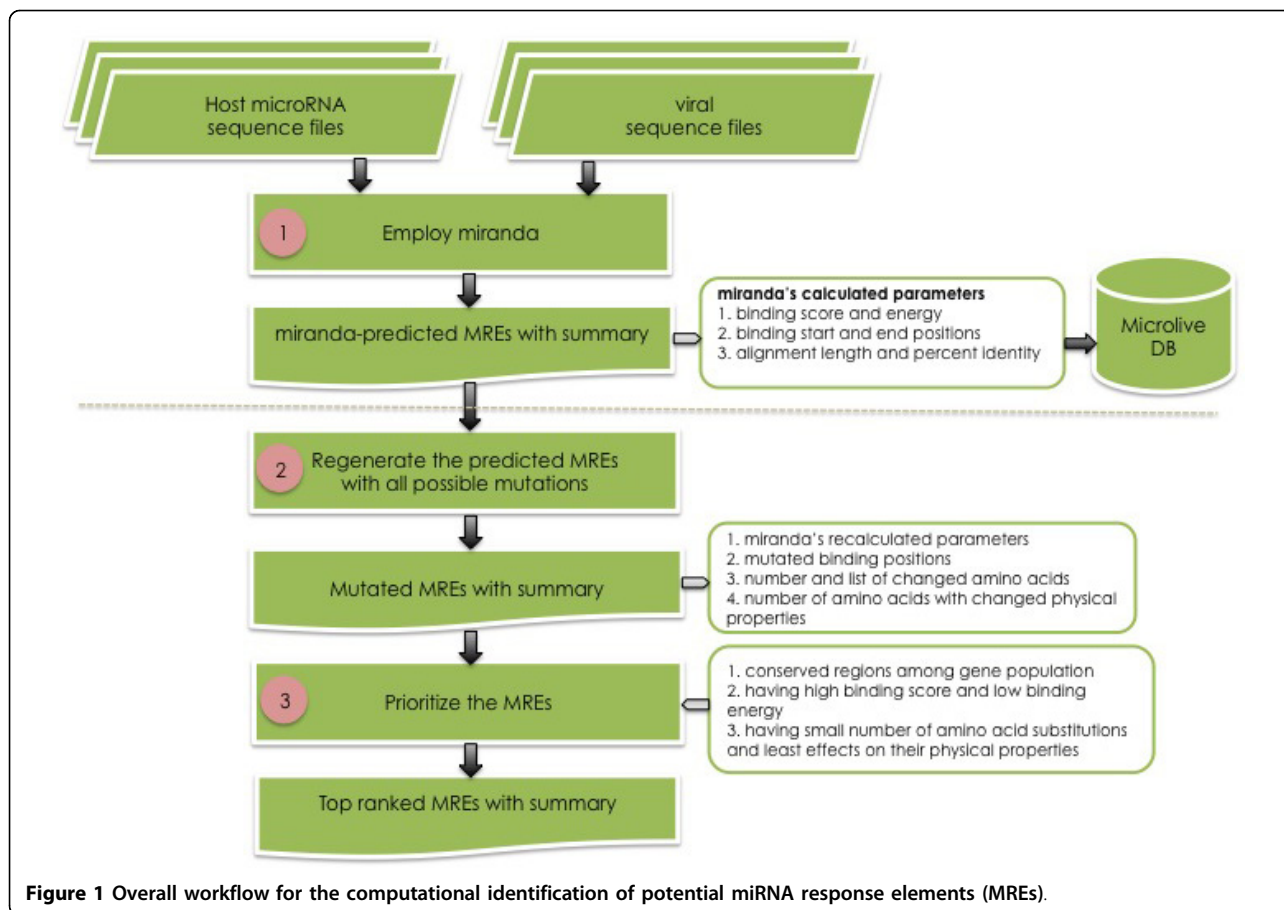 Host microRNA
sequence files
viral
sequence files
1
Employ miranda
miranda-predicted MREs with summary
miranda's calculated parameters
1. binding score and energy
2. binding start and end positions
3. alignment length and percent identity
Microlive
DB
2
Regenerate the predicted MREs
with all possible mutations
Mutated MREs with summary
1. miranda's recalculated parameters
2. mutated binding positions
3. number and list of changed amino acids
4. number of amino acids with changed physical
properties
3
Prioritize the MREs
1. conserved regions among gene population
2. having high binding score and low binding
energy
3. having small number of amino acid substitutions
and least effects on their physical properties
Top ranked MREs with summary
Figure 1 Overall workflow for the computational identification of potential miRNA response elements (MREs).